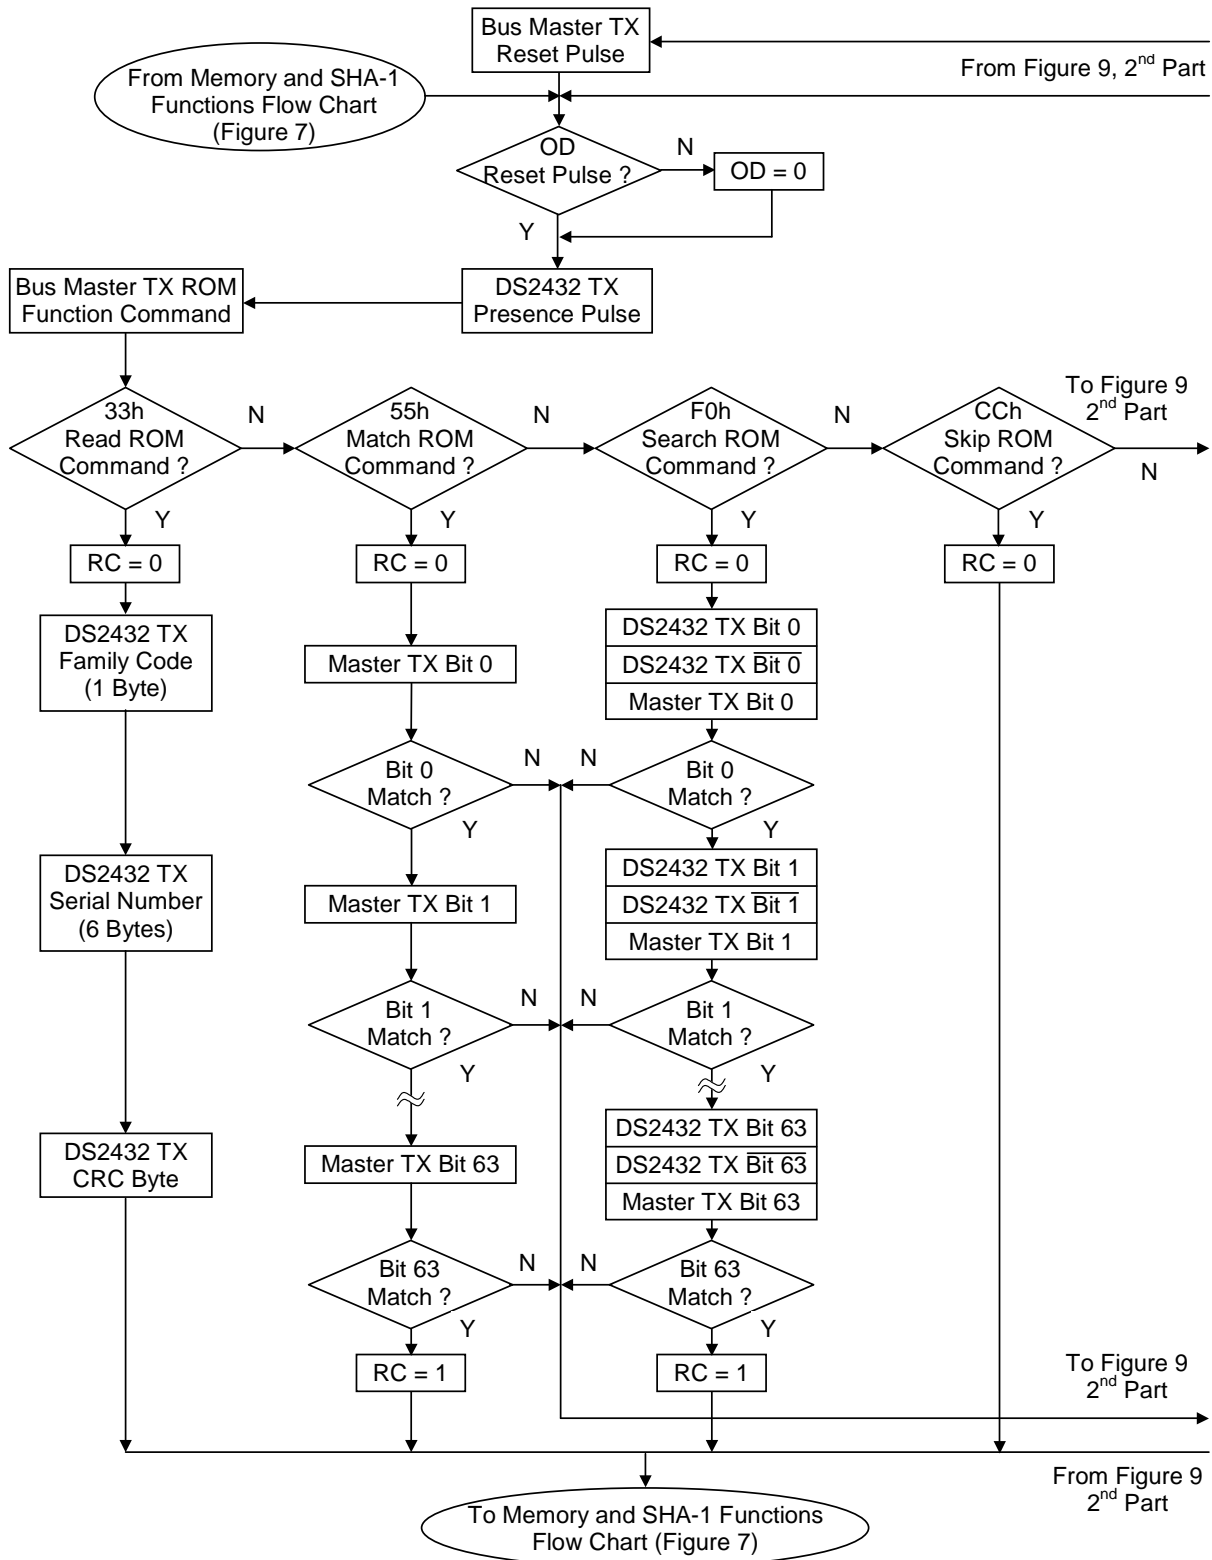 Bus Master TX
Reset Pulse
From Figure 9, 2nd Part
From Memory and SHA-1
Functions Flow Chart
(Figure 7)
OD
Reset Pulse ?
N
OD = 0
Y
Bus Master TX ROM
Function Command
DS2432 TX
Presence Pulse
33h
Read ROM
Command ?
N
55h
Match ROM
Command ?
N
F0h
Search ROM
Command ?
N
CCh
Skip ROM
Command ?
To Figure 9
2nd Part
N
Y
Y
Y
Y
RC = 0
RC = 0
RC = 0
RC = 0
DS2432 TX
Family Code
(1 Byte)
Master TX Bit 0
DS2432 TX Bit 0
DS2432 TX B̅i̅t̅ ̅0̅
Master TX Bit 0
Bit 0
Match ?
N
N
Bit 0
Match ?
Y
Y
DS2432 TX
Serial Number
(6 Bytes)
Master TX Bit 1
DS2432 TX Bit 1
DS2432 TX B̅i̅t̅ ̅1̅
Master TX Bit 1
Bit 1
Match ?
N
N
Bit 1
Match ?
Y
Y
DS2432 TX
CRC Byte
Master TX Bit 63
DS2432 TX Bit 63
DS2432 TX B̅i̅t̅ ̅6̅3̅
Master TX Bit 63
Bit 63
Match ?
N
N
Bit 63
Match ?
Y
Y
RC = 1
RC = 1
To Figure 9
2nd Part
From Figure 9
2nd Part
To Memory and SHA-1 Functions
Flow Chart (Figure 7)